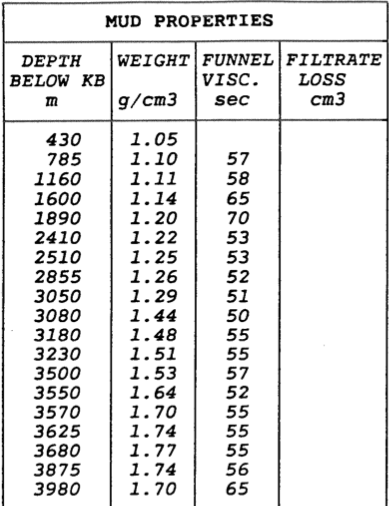 MUD PROPERTIES
DEPTH WEIGHT FUNNEL FILTRATE
BELOW KB VISC. LOSS
m g/cm3 sec cm3
430 1.05
785 1.10 57
1160 1.11 58
1600 1.14 65
1890 1.20 70
2410 1.22 53
2510 1.25 53
2855 1.26 52
3050 1.29 51
3080 1.44 50
3180 1.48 55
3230 1.51 55
3500 1.53 57
3550 1.64 52
3570 1.70 55
3625 1.74 55
3680 1.77 55
3875 1.74 56
3980 1.70 65